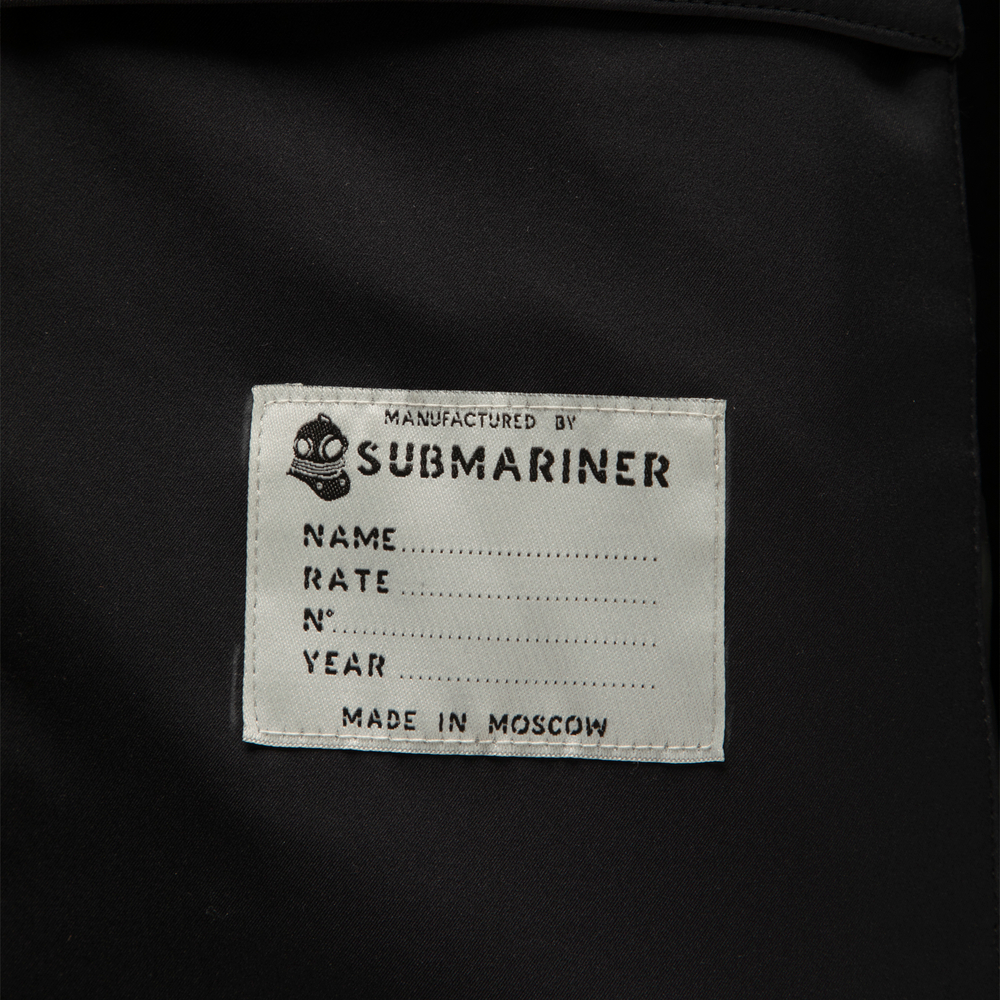 MANUFACTURED BY
SUBMARINER
NAME....................................
RATE....................................
N°....................................
YEAR....................................
MADE IN MOSCOW